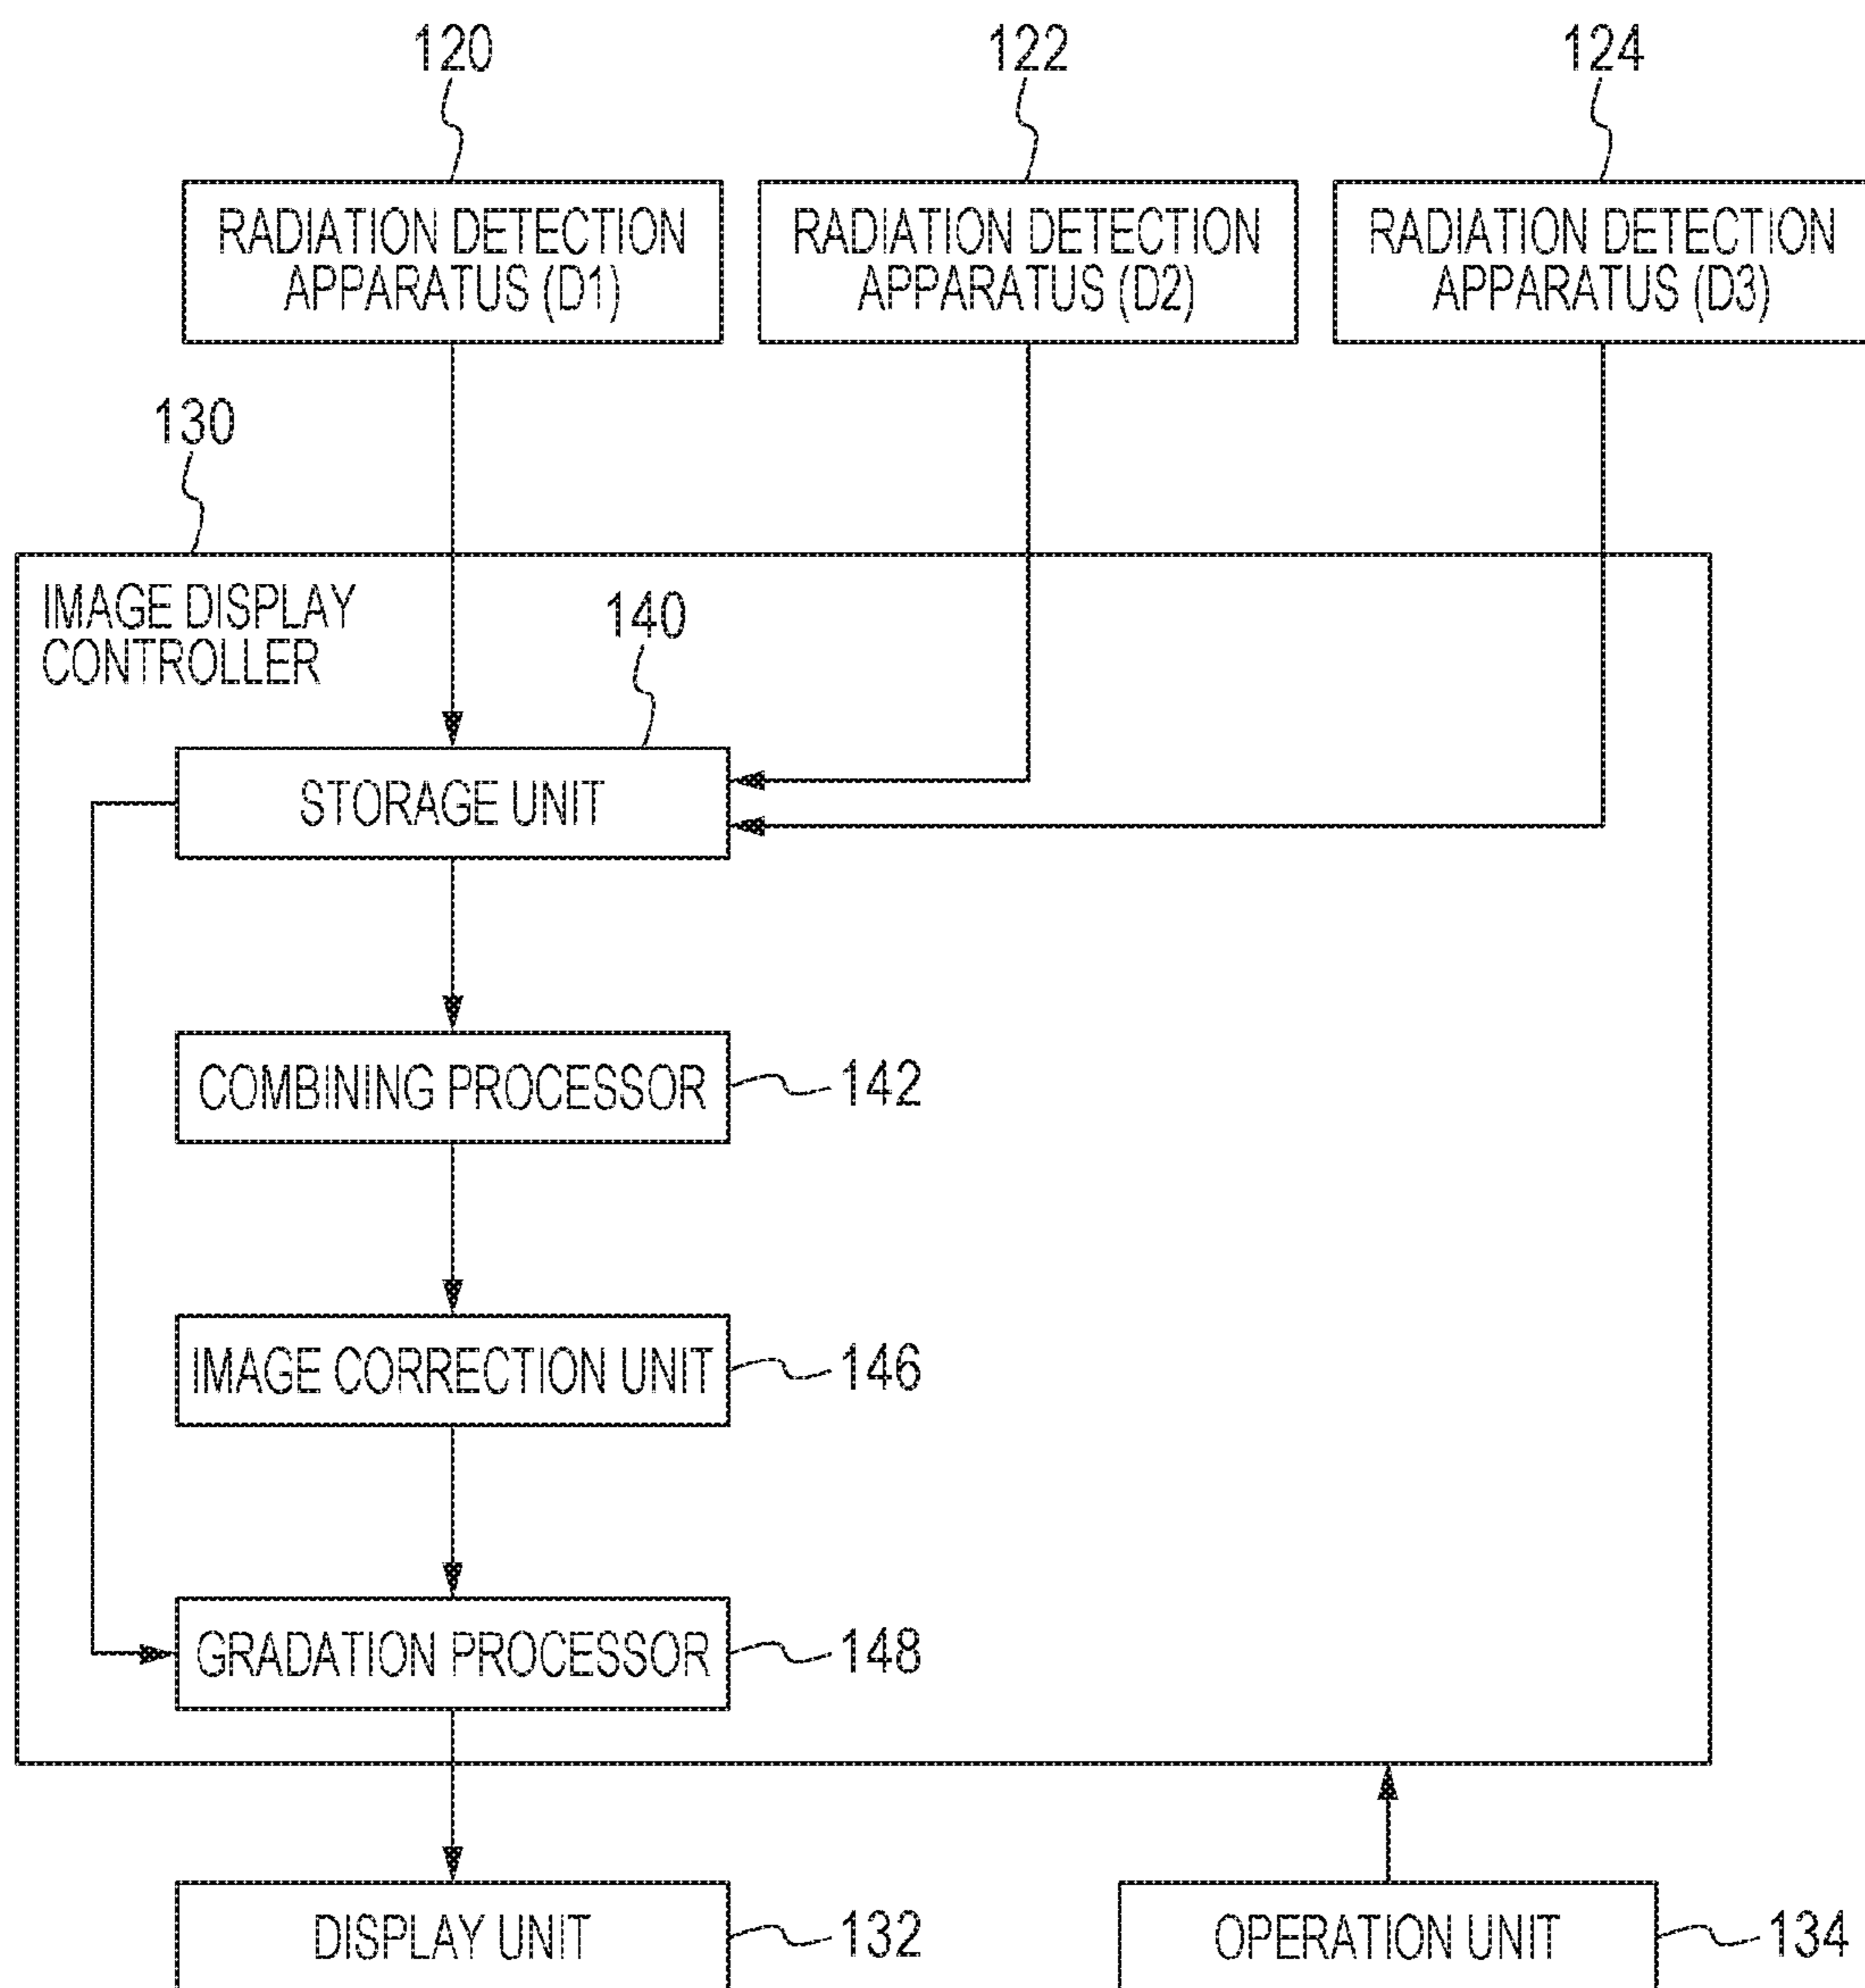 120
122
124
RADIATION DETECTION
APPARATUS (D1)
RADIATION DETECTION
APPARATUS (D2)
RADIATION DETECTION
APPARATUS (D3)
130
IMAGE DISPLAY
CONTROLLER
140
STORAGE UNIT
COMBINING PROCESSOR
142
IMAGE CORRECTION UNIT
146
GRADATION PROCESSOR
148
DISPLAY UNIT
132
OPERATION UNIT
134